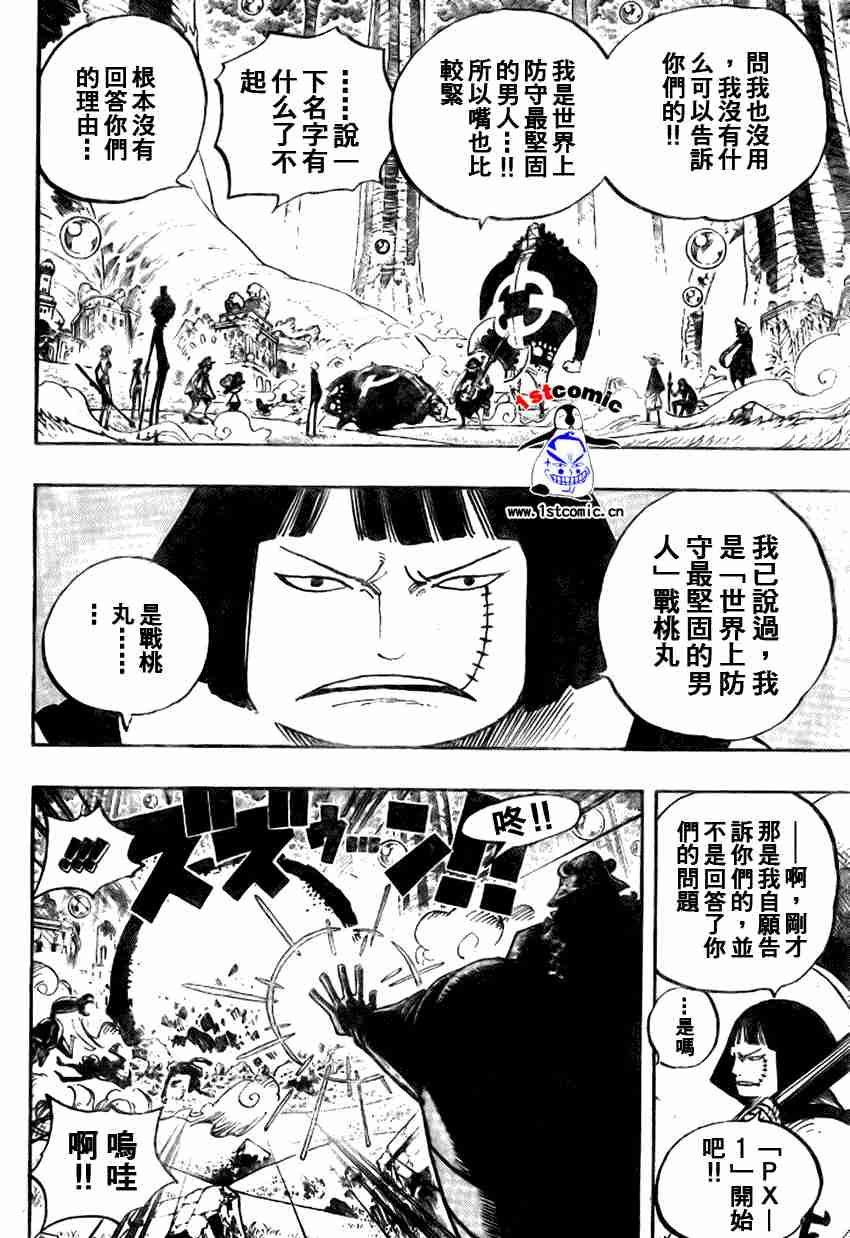 問我也沒用
，我沒有什
么可以告訴
你們的!!
我是世界上
防守最堅固
的男人…!!
所以嘴也比
較緊
……說一
下名字有
什么了不
起
根本沒有
回答你們
的理由…
1stcomic
www.1stcomic.cn
我已說過，我
是「世界上防
守最堅固的男
人」戰桃丸
是戰桃
丸……
…
—啊，剛才
那是我自願告
訴你們的，並
不是回答了你
們的問題
…是嗎
「PX—
1」開始
吧!!
咚!!
ズズゥーン!!
!!!
嗚哇
啊!!